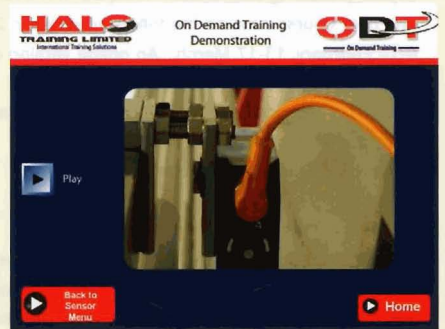 HALO
TRAINING LIMITED
International Training Solutions
On Demand Training
Demonstration
ODT
On Demand Training
Play
Back to
Sensor
Menu
Home